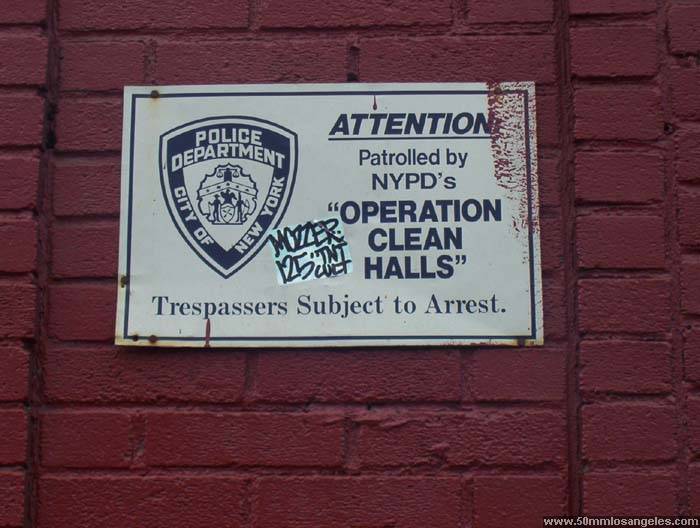 POLICE
DEPARTMENT
CITY OF
NEW YORK
ATTENTION
Patrolled by
NYPD's
"OPERATION
CLEAN
HALLS"
Trespassers Subject to Arrest.
125
www.50mmlosangeles.com